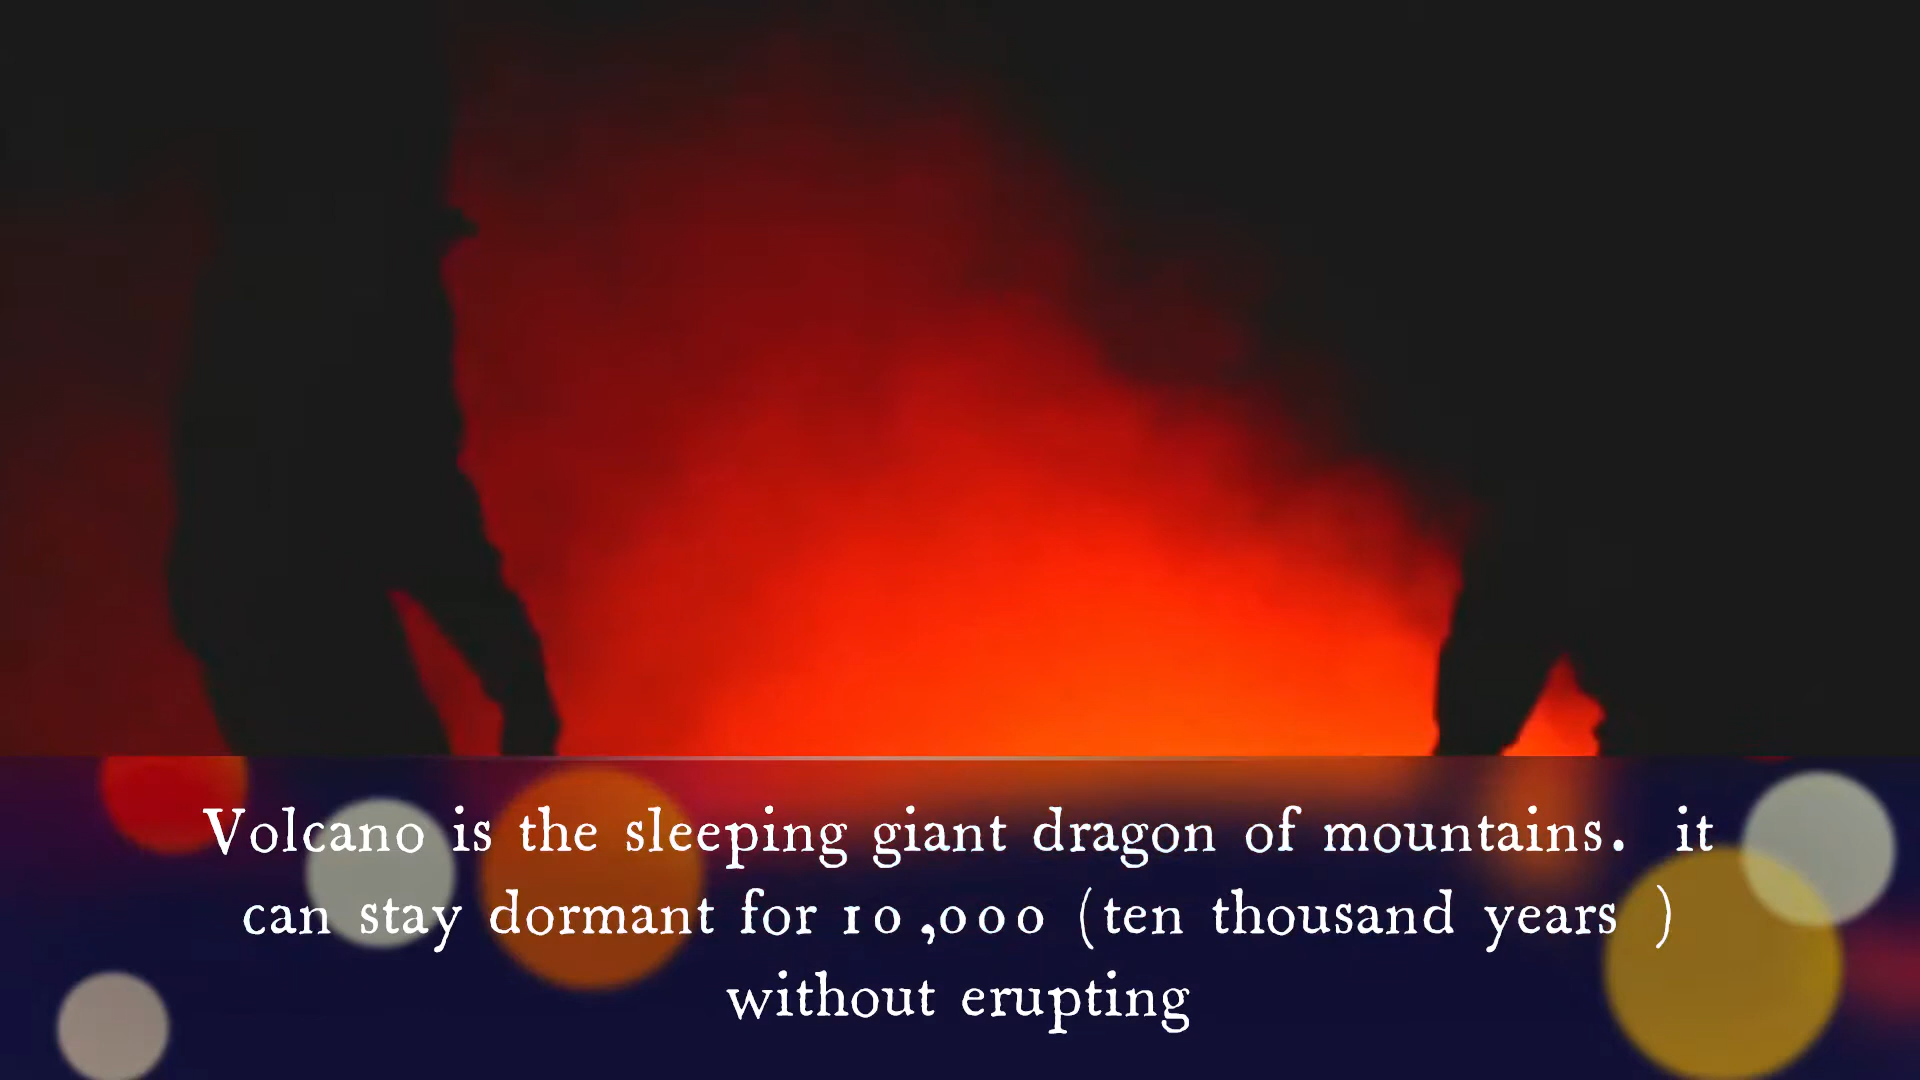 Volcano is the sleeping giant dragon of mountains.  it
can stay dormant for 10 ,000 (ten thousand years )
without erupting